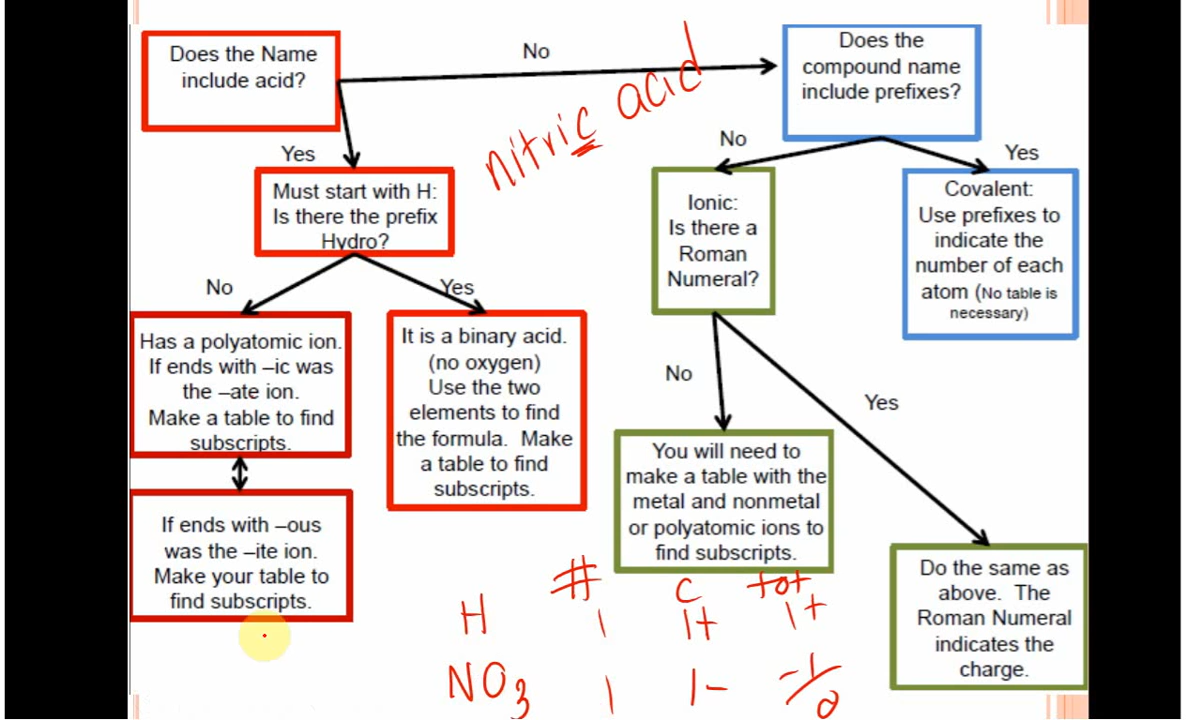 Does the Name
include acid?
No
Does the
compound name
include prefixes?
nitric acid
Yes
No
Yes
Must start with H:
Is there the prefix
Hydro?
Ionic:
Is there a
Roman
Numeral?
Covalent:
Use prefixes to
indicate the
number of each
atom (No table is
necessary)
No
Yes
Has a polyatomic ion.
If ends with –ic was
the –ate ion.
Make a table to find
subscripts.
It is a binary acid.
(no oxygen)
Use the two
elements to find
the formula. Make
a table to find
subscripts.
No
Yes
If ends with –ous
was the –ite ion.
Make your table to
find subscripts.
You will need to
make a table with the
metal and nonmetal
or polyatomic ions to
find subscripts.
Do the same as
above. The
Roman Numeral
indicates the
charge.
# C tot
H 1 1+ 1+
NO3 1 1- -1
0